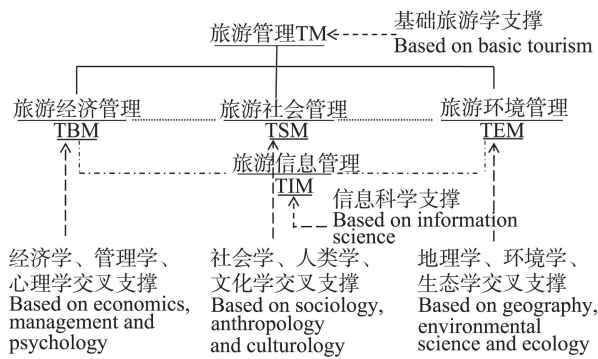 旅游管理TM
基础旅游学支撑
Based on basic tourism
旅游经济管理
TBM
旅游社会管理
TSM
旅游环境管理
TEM
旅游信息管理
TIM
信息科学支撑
Based on information
science
经济学、管理学、
心理学交叉支撑
Based on economics,
management and
psychology
社会学、人类学、
文化学交叉支撑
Based on sociology,
anthropology
and culturology
地理学、环境学、
生态学交叉支撑
Based on geography,
environmental
science and ecology